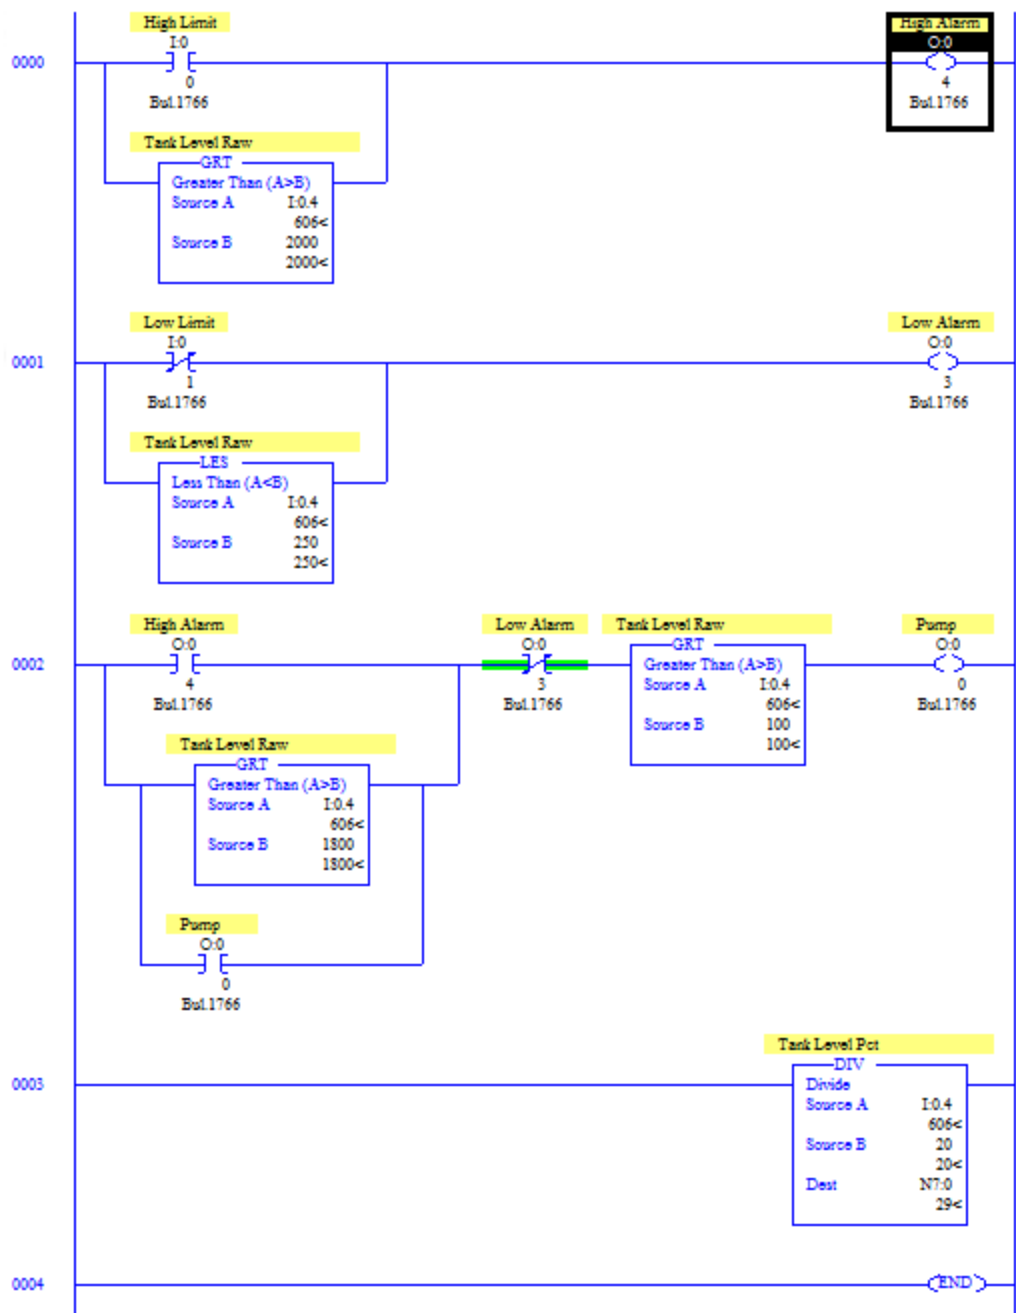 High Limit
High Alarm
I:0
O:0
0000
0
4
Bul.1766
Bul.1766
Tank Level Raw
GRT
Greater Than (A>B)
Source A I:0.4
606<
Source B 2000
2000<
Low Limit
Low Alarm
I:0
O:0
0001
1
3
Bul.1766
Bul.1766
Tank Level Raw
LES
Less Than (A<B)
Source A I:0.4
606<
Source B 250
250<
High Alarm
Low Alarm
Tank Level Raw
Pump
O:0
O:0
GRT
O:0
0002
Greater Than (A>B)
4
3
Source A I:0.4
0
Bul.1766
Bul.1766
606<
Bul.1766
Source B 100
100<
Tank Level Raw
GRT
Greater Than (A>B)
Source A I:0.4
606<
Source B 1800
1800<
Pump
O:0
0
Bul.1766
Tank Level Pct
DIV
0003
Divide
Source A I:0.4
606<
Source B 20
20<
Dest N7:0
29<
0004
END